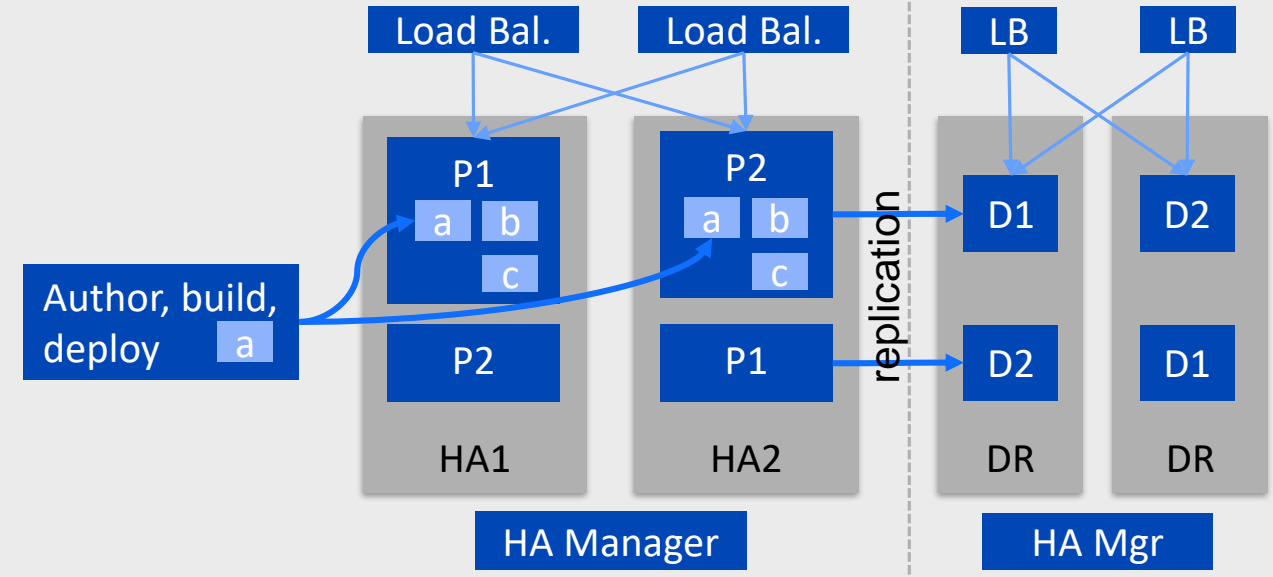 Load Bal.
Load Bal.
LB
LB
P1
a
b
c
P2
a
b
c
D1
D2
replication
Author, build,
deploy
a
P2
P1
D2
D1
HA1
HA2
DR
DR
HA Manager
HA Mgr